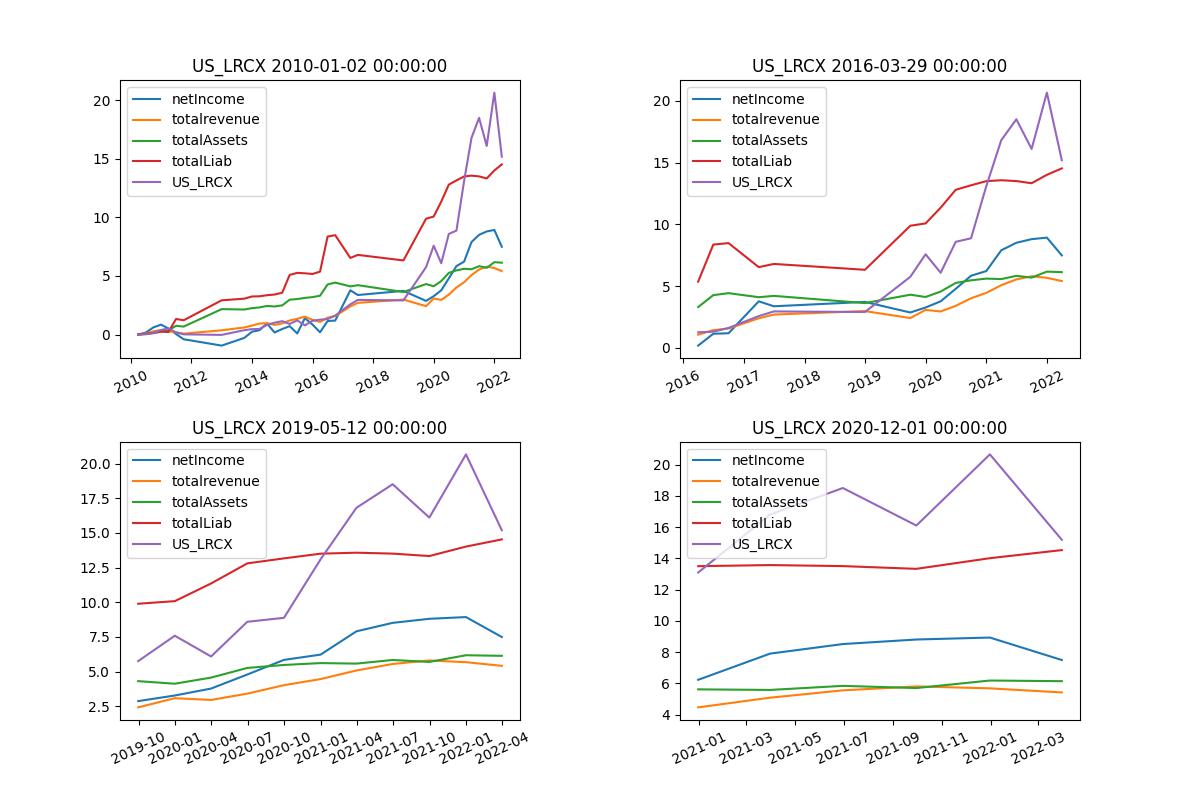 US_LRCX 2010-01-02 00:00:00
netIncome
totalrevenue
totalAssets
totalLiab
US_LRCX
20
15
10
5
0
2010 2012 2014 2016 2018 2020 2022
US_LRCX 2016-03-29 00:00:00
netIncome
totalrevenue
totalAssets
totalLiab
US_LRCX
20
15
10
5
0
2016 2017 2018 2019 2020 2021 2022
US_LRCX 2019-05-12 00:00:00
netIncome
totalrevenue
totalAssets
totalLiab
US_LRCX
20.0
17.5
15.0
12.5
10.0
7.5
5.0
2.5
2019-10 2020-01 2020-04 2020-07 2020-10 2021-01 2021-04 2021-07 2021-10 2022-01 2022-04
US_LRCX 2020-12-01 00:00:00
netIncome
totalrevenue
totalAssets
totalLiab
US_LRCX
20
18
16
14
12
10
8
6
4
2021-01 2021-03 2021-05 2021-07 2021-09 2021-11 2022-01 2022-03